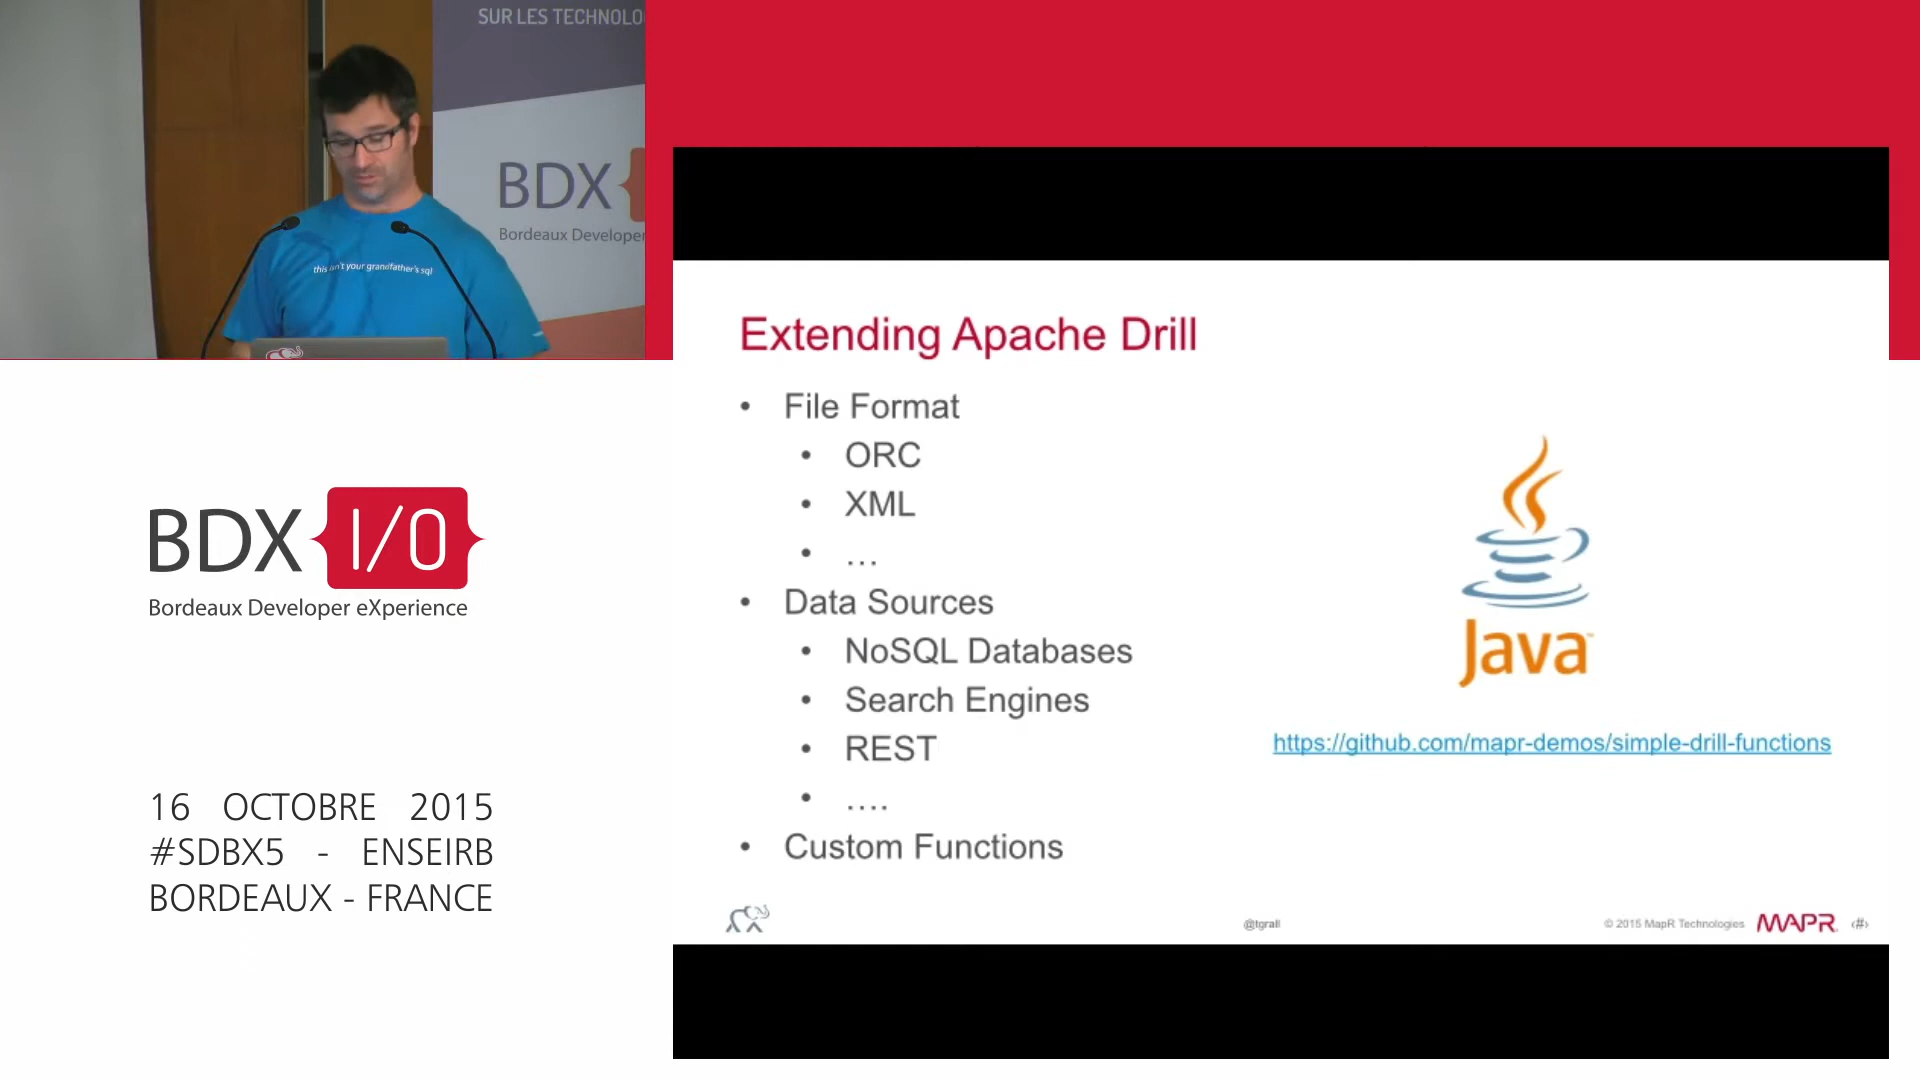 SUR LES TECHNOLO
BDX
Bordeaux Developer
this isn't your grandfather's sql
BDX I/O
Bordeaux Developer eXperience
16 OCTOBRE 2015
#SDBX5 - ENSEIRB
BORDEAUX - FRANCE
Extending Apache Drill
• File Format
• ORC
• XML
• ...
• Data Sources
• NoSQL Databases
• Search Engines
• REST
• ....
• Custom Functions
Java™
https://github.com/mapr-demos/simple-drill-functions
@tgrall
© 2015 MapR Technologies MAPR ‹#›